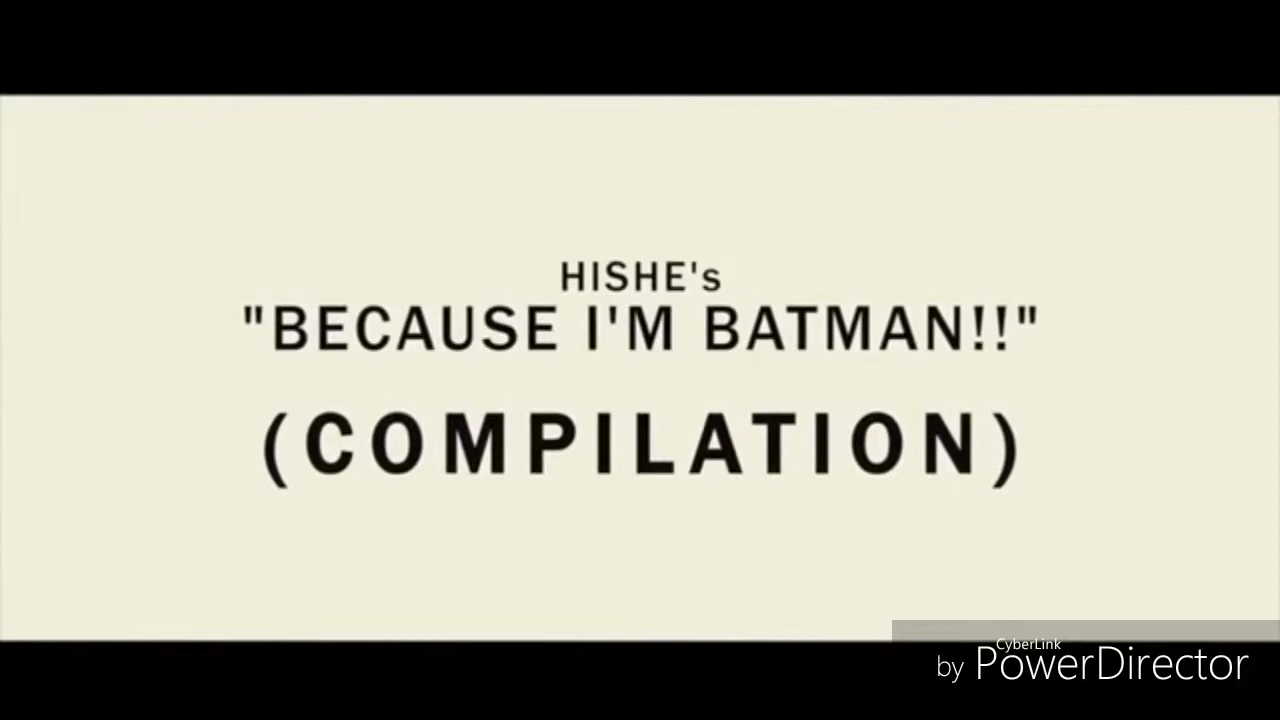 HISHE's
"BECAUSE I'M BATMAN!!"
(COMPILATION)
CyberLink
by PowerDirector